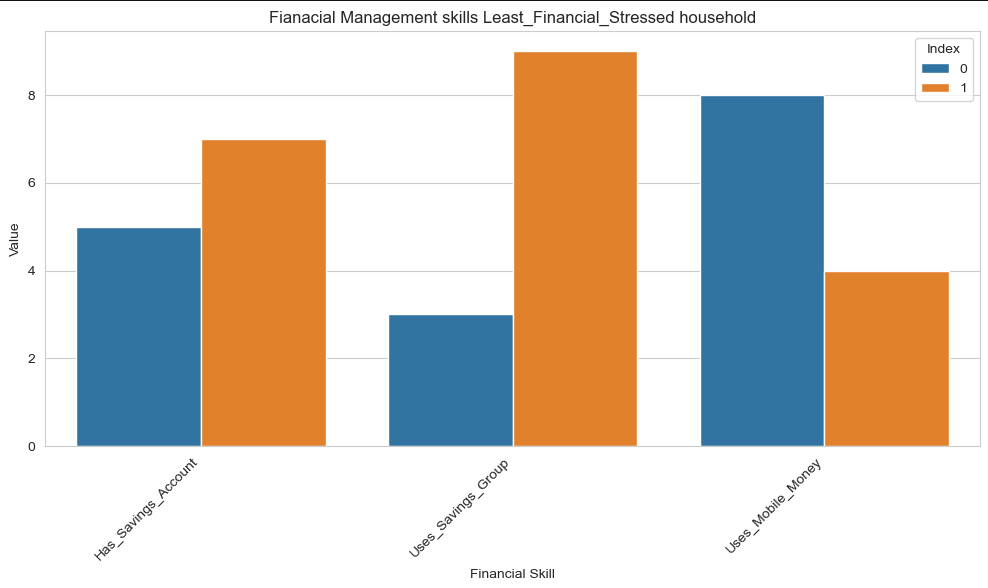 Fianacial Management skills Least_Financial_Stressed household
Index
0
1
Value
8
6
4
2
0
Has_Savings_Account
Uses_Savings_Group
Uses_Mobile_Money
Financial Skill